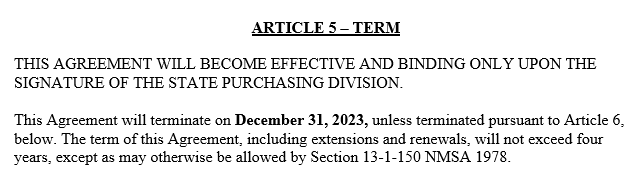 ARTICLE 5 – TERM
THIS AGREEMENT WILL BECOME EFFECTIVE AND BINDING ONLY UPON THE
SIGNATURE OF THE STATE PURCHASING DIVISION.
This Agreement will terminate on December 31, 2023, unless terminated pursuant to Article 6,
below. The term of this Agreement, including extensions and renewals, will not exceed four
years, except as may otherwise be allowed by Section 13-1-150 NMSA 1978.